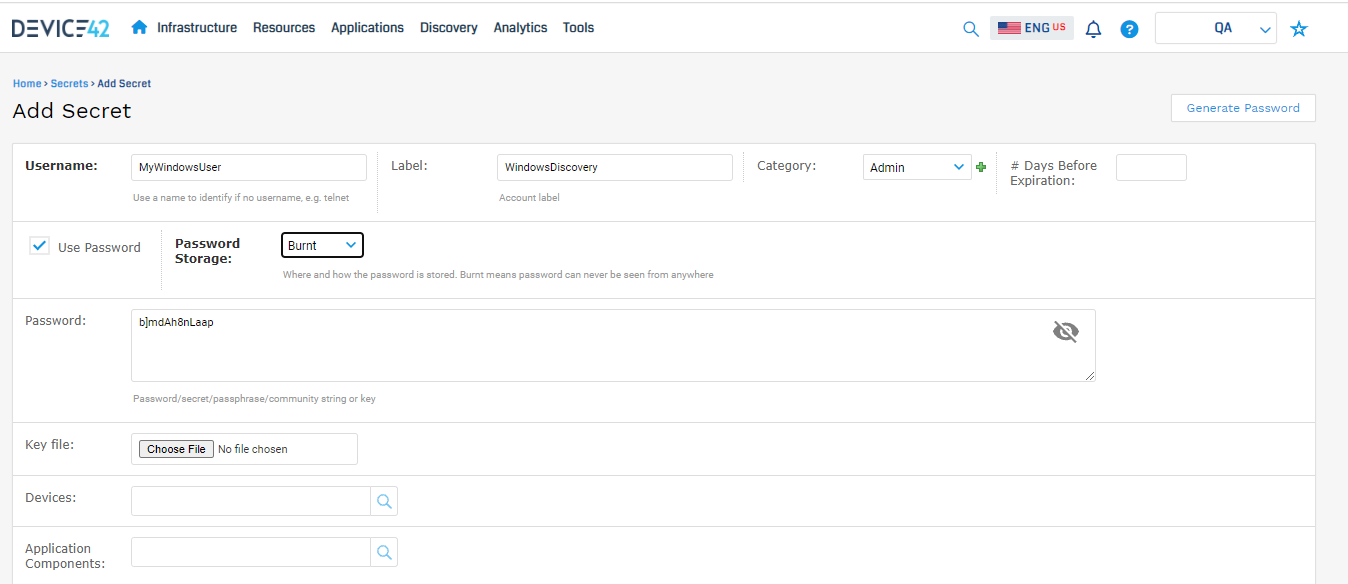 DEVICE42 Infrastructure Resources Applications Discovery Analytics Tools ENG US ? QA
Home › Secrets › Add Secret
Add Secret
Generate Password
Username: MyWindowsUser Label: WindowsDiscovery Category: Admin # Days Before
Expiration:
Use a name to identify if no username, e.g. telnet Account label
Use Password Password
Storage: Burnt
Where and how the password is stored. Burnt means password can never be seen from anywhere
Password: b]mdAh8nLaap
Password/secret/passphrase/community string or key
Key file: Choose File No file chosen
Devices:
Application
Components: